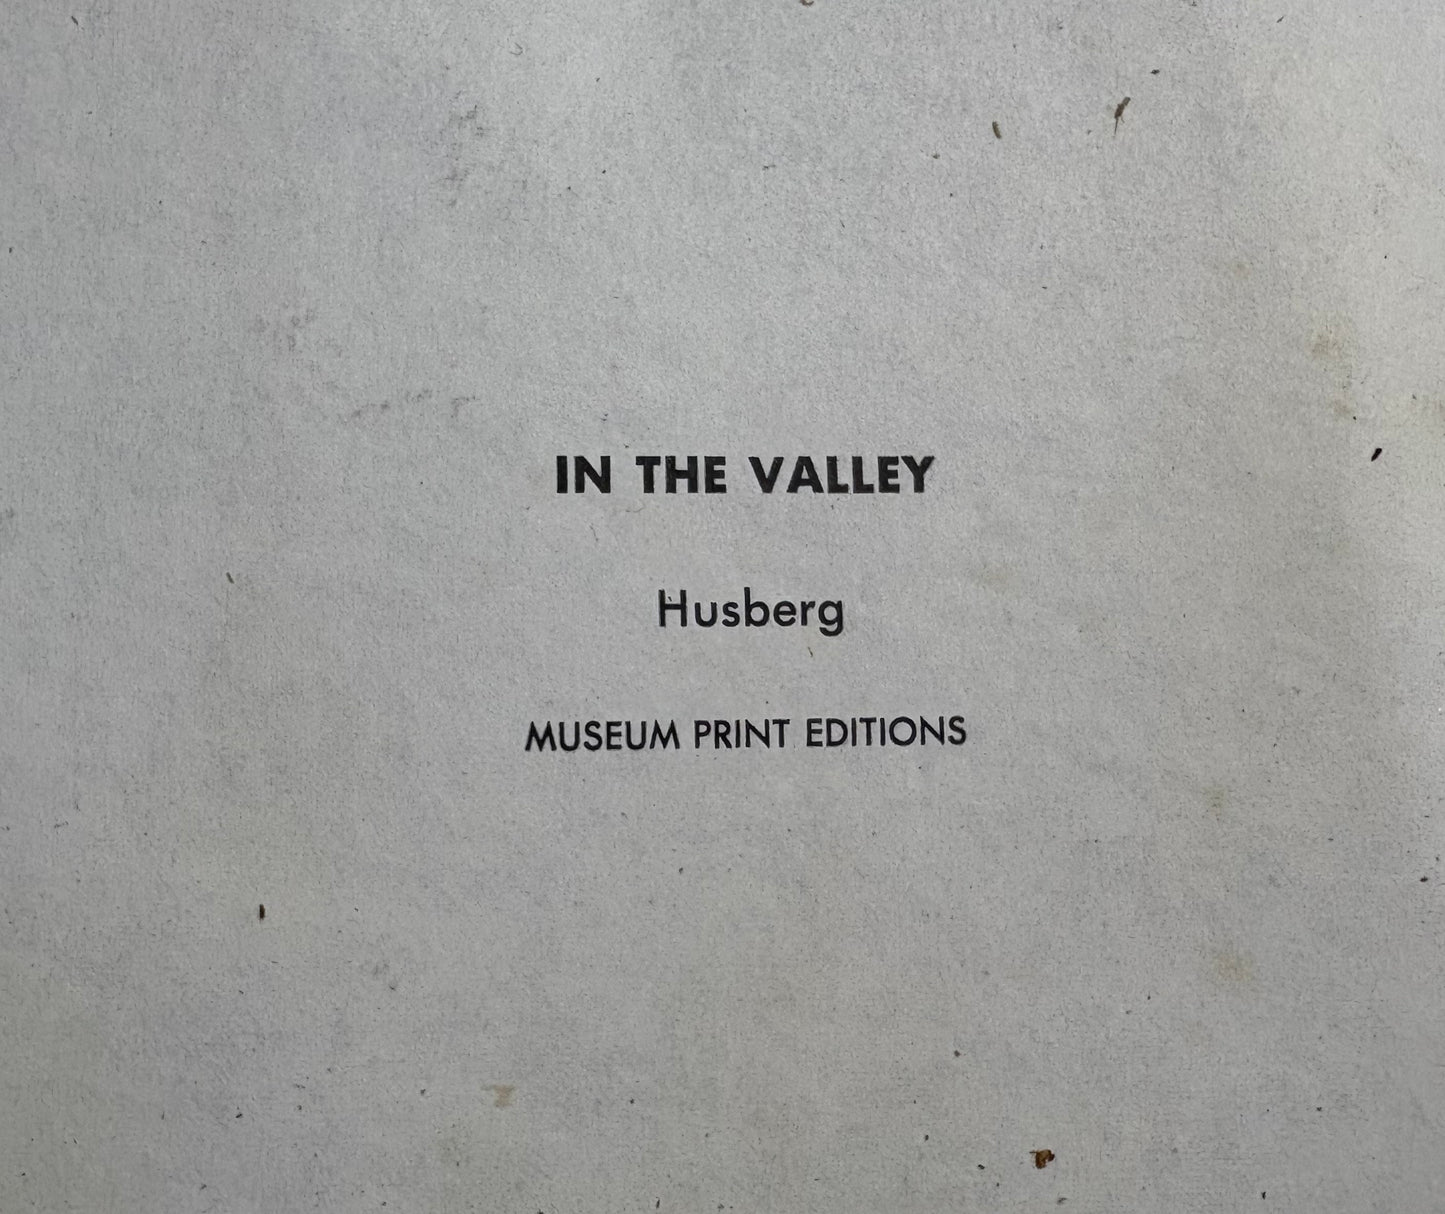 IN THE VALLEY
Husberg
MUSEUM PRINT EDITIONS